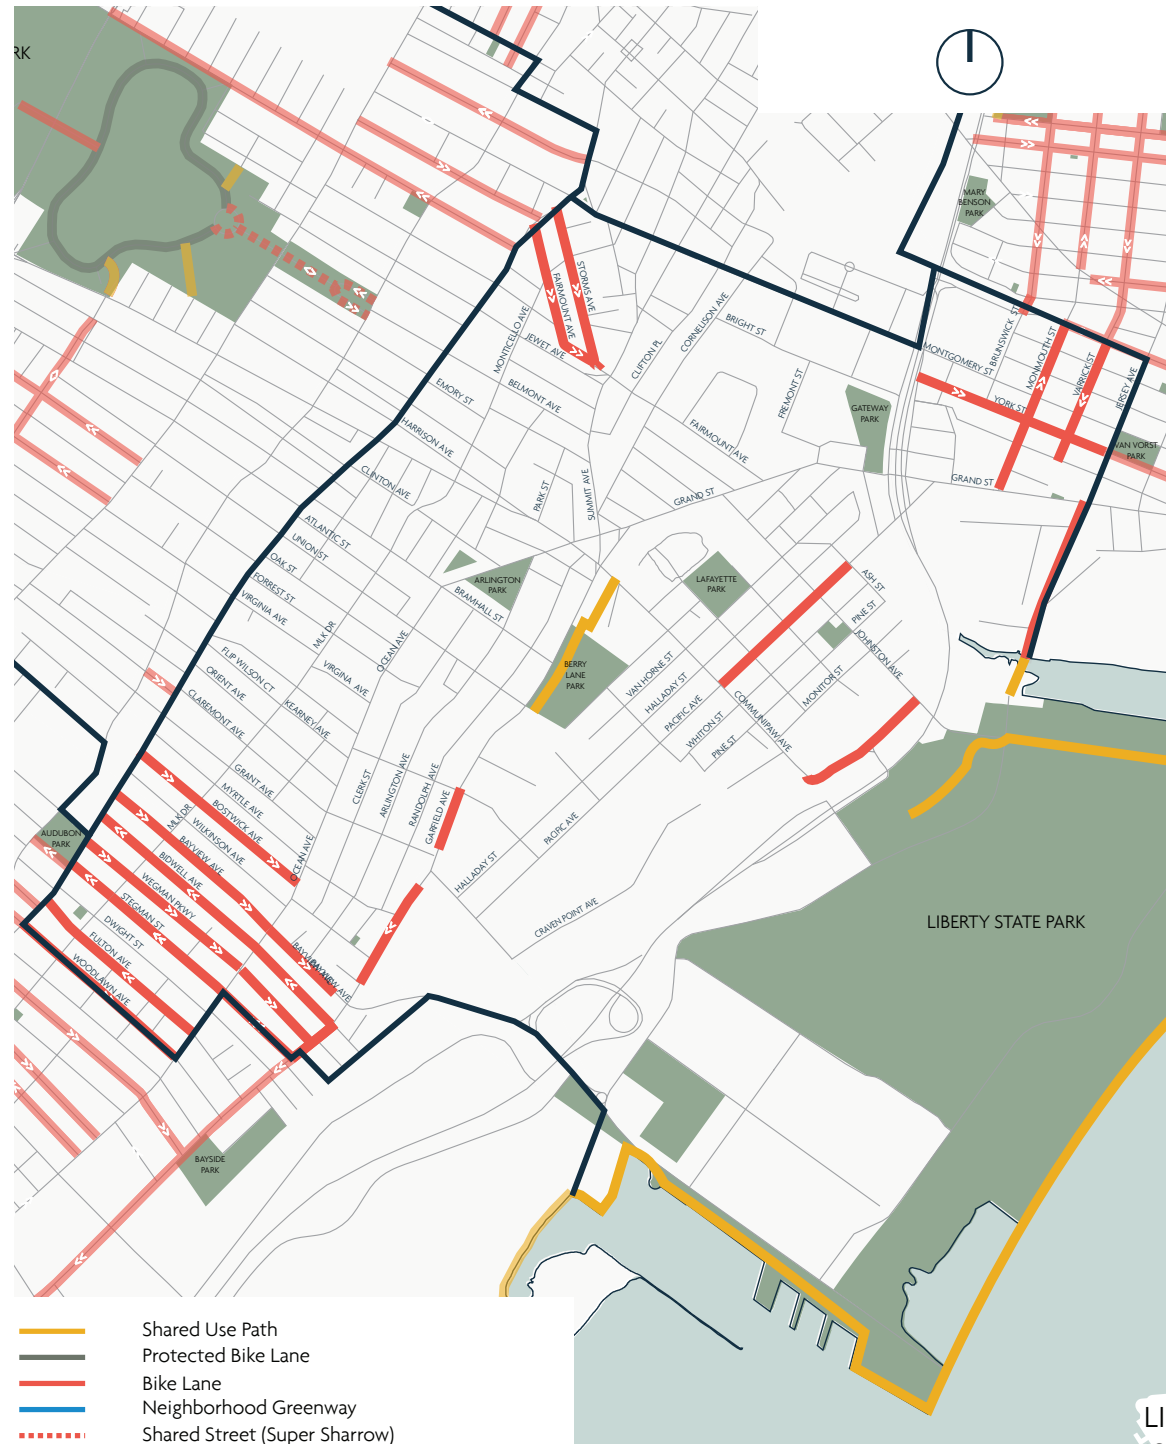 RK
MARY
BENSON
PARK
STORMS AVE
FAIRMOUNT AVE
MONTICELLO AVE
JEWET AVE
CORNELISON AVE
BRIGHT ST
CLIFTON PL
BRUNSWICK ST
MONMOUTH ST
VARRICK ST
JERSEY AVE
MONTGOMERY ST
YORK ST
EMORY ST
BELMONT AVE
FREMONT ST
GATEWAY
PARK
VAN VORST
PARK
HARRISON AVE
FAIRMOUNT AVE
CLINTON AVE
PARK ST
SUMMIT AVE
GRAND ST
GRAND ST
ATLANTIC ST
UNION ST
OAK ST
FORREST ST
VIRGINIA AVE
ARLINGTON
PARK
BRAMHALL ST
LAFAYETTE
PARK
ASH ST
PINE ST
JOHNSTON AVE
MLK DR
OCEAN AVE
FLIP WILSON CT
ORIENT AVE
CLAREMONT AVE
VIRGINA AVE
KEARNEY AVE
BERRY
LANE
PARK
VAN HORNE ST
HALLADAY ST
PACIFIC AVE
WHITON ST
PINE ST
COMMUNIPAW AVE
MONITOR ST
GRANT AVE
MYRTLE AVE
BOSTWICK AVE
WILKINSON AVE
BAYVIEW AVE
BIDWELL AVE
WEGMAN PKWY
STEGMAN ST
DWIGHT ST
FULTON AVE
WOODLAWN AVE
MLK DR
CLERK ST
ARLINGTON AVE
RANDOLPH AVE
GARFIELD AVE
OCEAN AVE
AUDUBON
PARK
PACIFIC AVE
HALLADAY ST
CRAVEN POINT AVE
LIBERTY STATE PARK
BAYSIDE
PARK
Shared Use Path
Protected Bike Lane
Bike Lane
Neighborhood Greenway
Shared Street (Super Sharrow)
LI